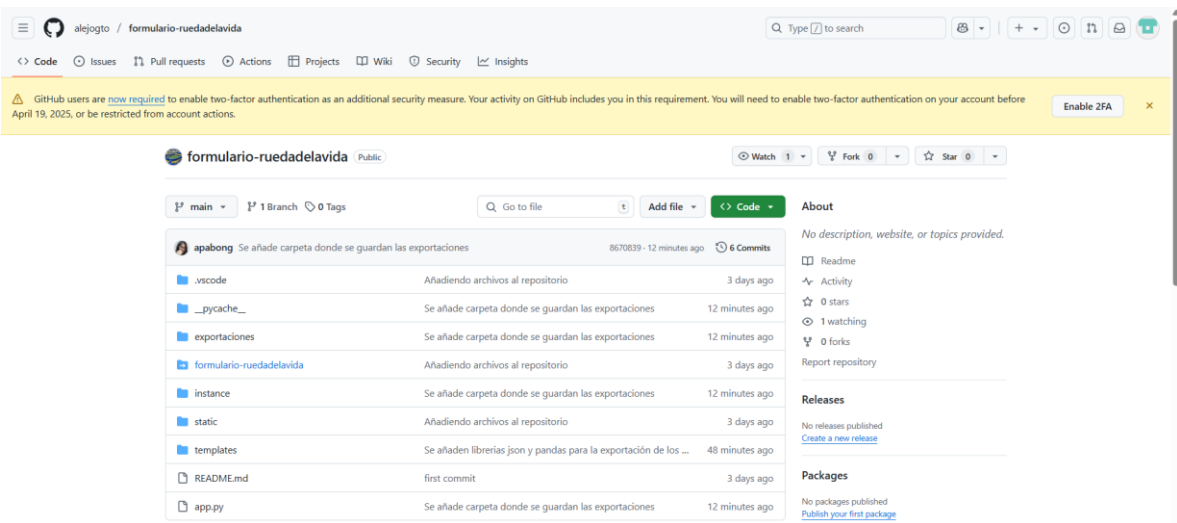 alejogto / formulario-ruedadelavida
Type / to search
Code Issues Pull requests Actions Projects Wiki Security Insights
GitHub users are now required to enable two-factor authentication as an additional security measure. Your activity on GitHub includes you in this requirement. You will need to enable two-factor authentication on your account before
April 19, 2025, or be restricted from account actions.
Enable 2FA
formulario-ruedadelavida Public
Watch 1 Fork 0 Star 0
main 1 Branch 0 Tags Go to file t Add file Code
About
No description, website, or topics provided.
apabong Se añade carpeta donde se guardan las exportaciones 8670839 · 12 minutes ago 6 Commits
.vscode Añadiendo archivos al repositorio 3 days ago
__pycache__ Se añade carpeta donde se guardan las exportaciones 12 minutes ago
exportaciones Se añade carpeta donde se guardan las exportaciones 12 minutes ago
formulario-ruedadelavida Añadiendo archivos al repositorio 3 days ago
instance Se añade carpeta donde se guardan las exportaciones 12 minutes ago
static Añadiendo archivos al repositorio 3 days ago
templates Se añaden librerias json y pandas para la exportación de los ... 48 minutes ago
README.md first commit 3 days ago
app.py Se añade carpeta donde se guardan las exportaciones 12 minutes ago
Readme
Activity
0 stars
1 watching
0 forks
Report repository
Releases
No releases published
Create a new release
Packages
No packages published
Publish your first package